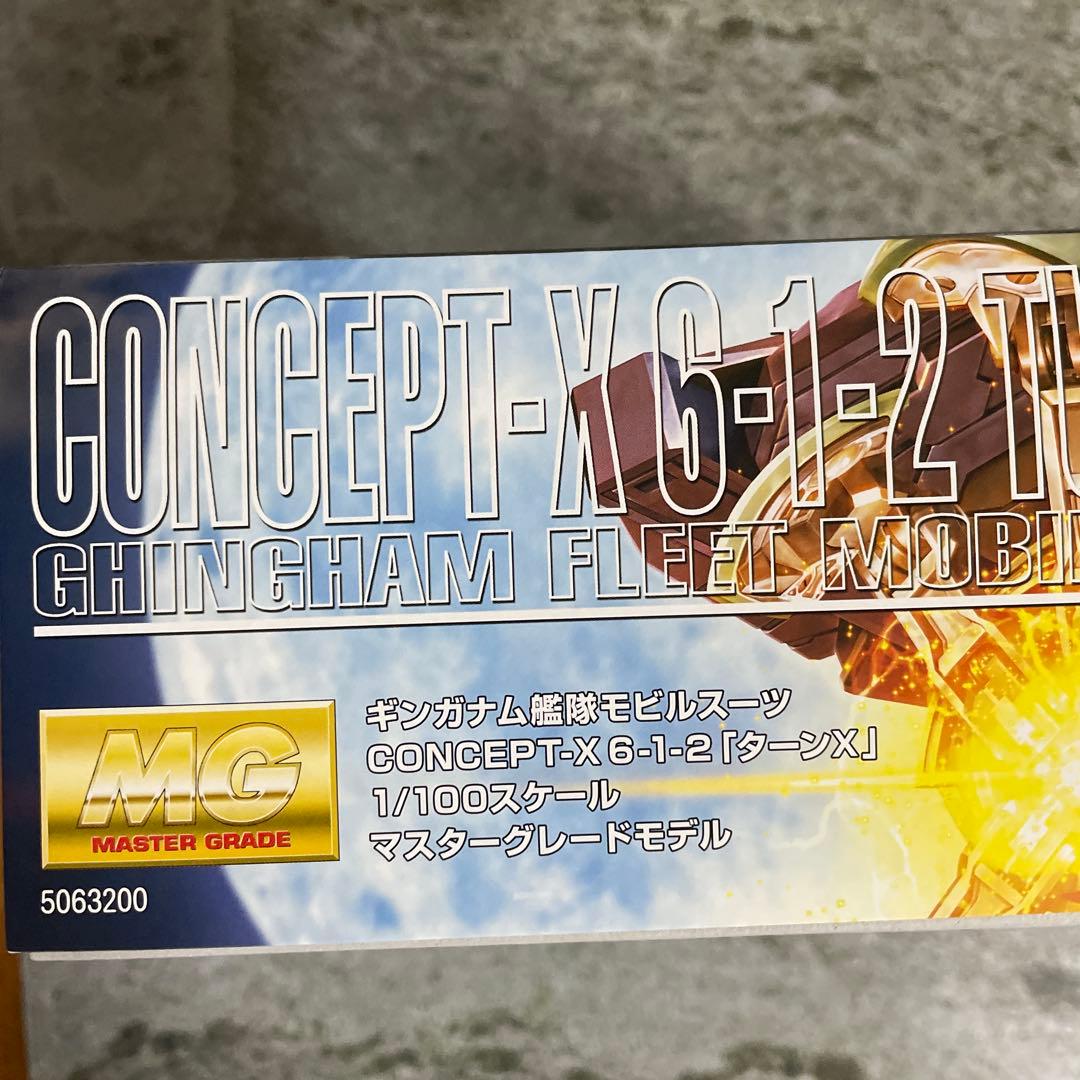 CONCEPT-X 6-1-2 TU
GHINGHAM FLEET MOBI
MG
MASTER GRADE
ギンガナム艦隊モビルスーツ
CONCEPT-X 6-1-2「ターンX」
1/100スケール
マスターグレードモデル
5063200